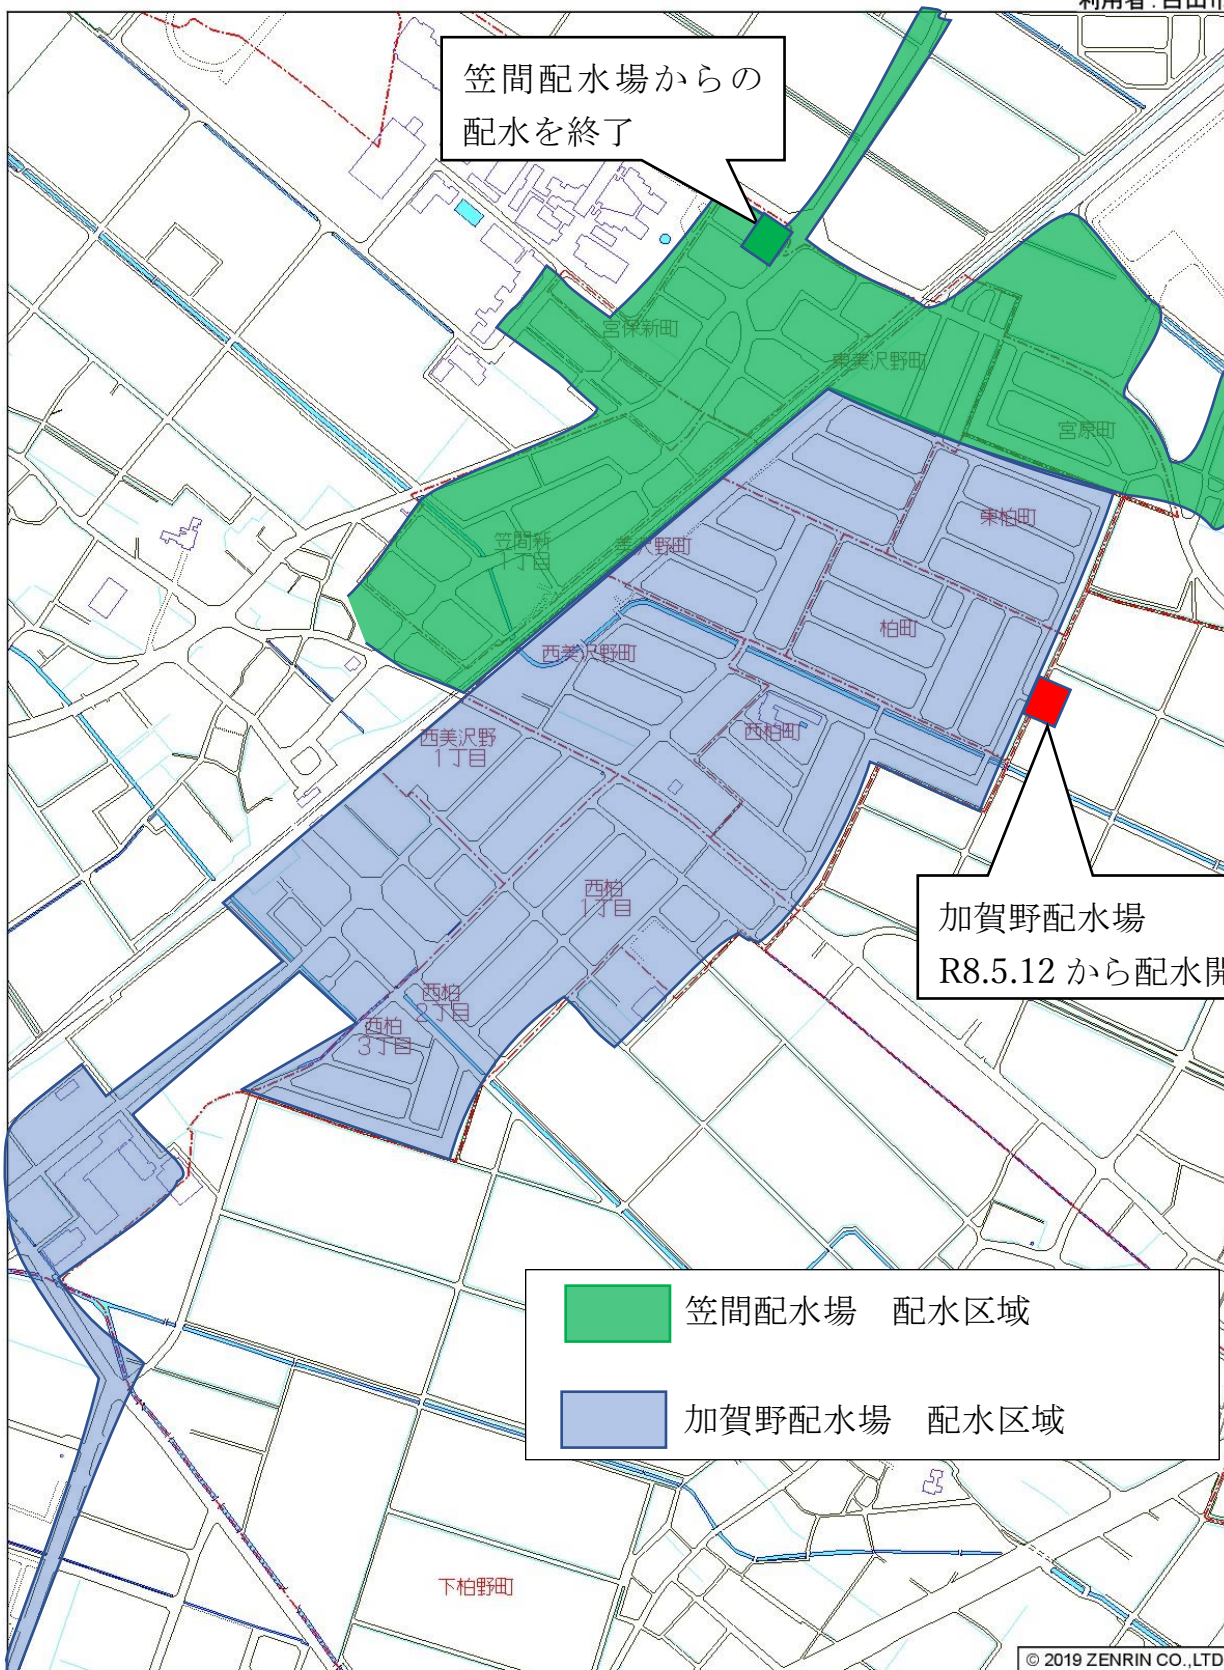 利用者：白山市
笠間配水場からの
配水を終了
宮保新町
東美沢野町
宮原町
笠間新
1丁目
美沢野町
東柏町
柏町
西美沢野町
西柏町
西美沢野
1丁目
西柏
1丁目
加賀野配水場
R8.5.12 から配水開
西柏
2丁目
西柏
3丁目
笠間配水場　配水区域
加賀野配水場　配水区域
下柏野町
© 2019 ZENRIN CO.,LTD